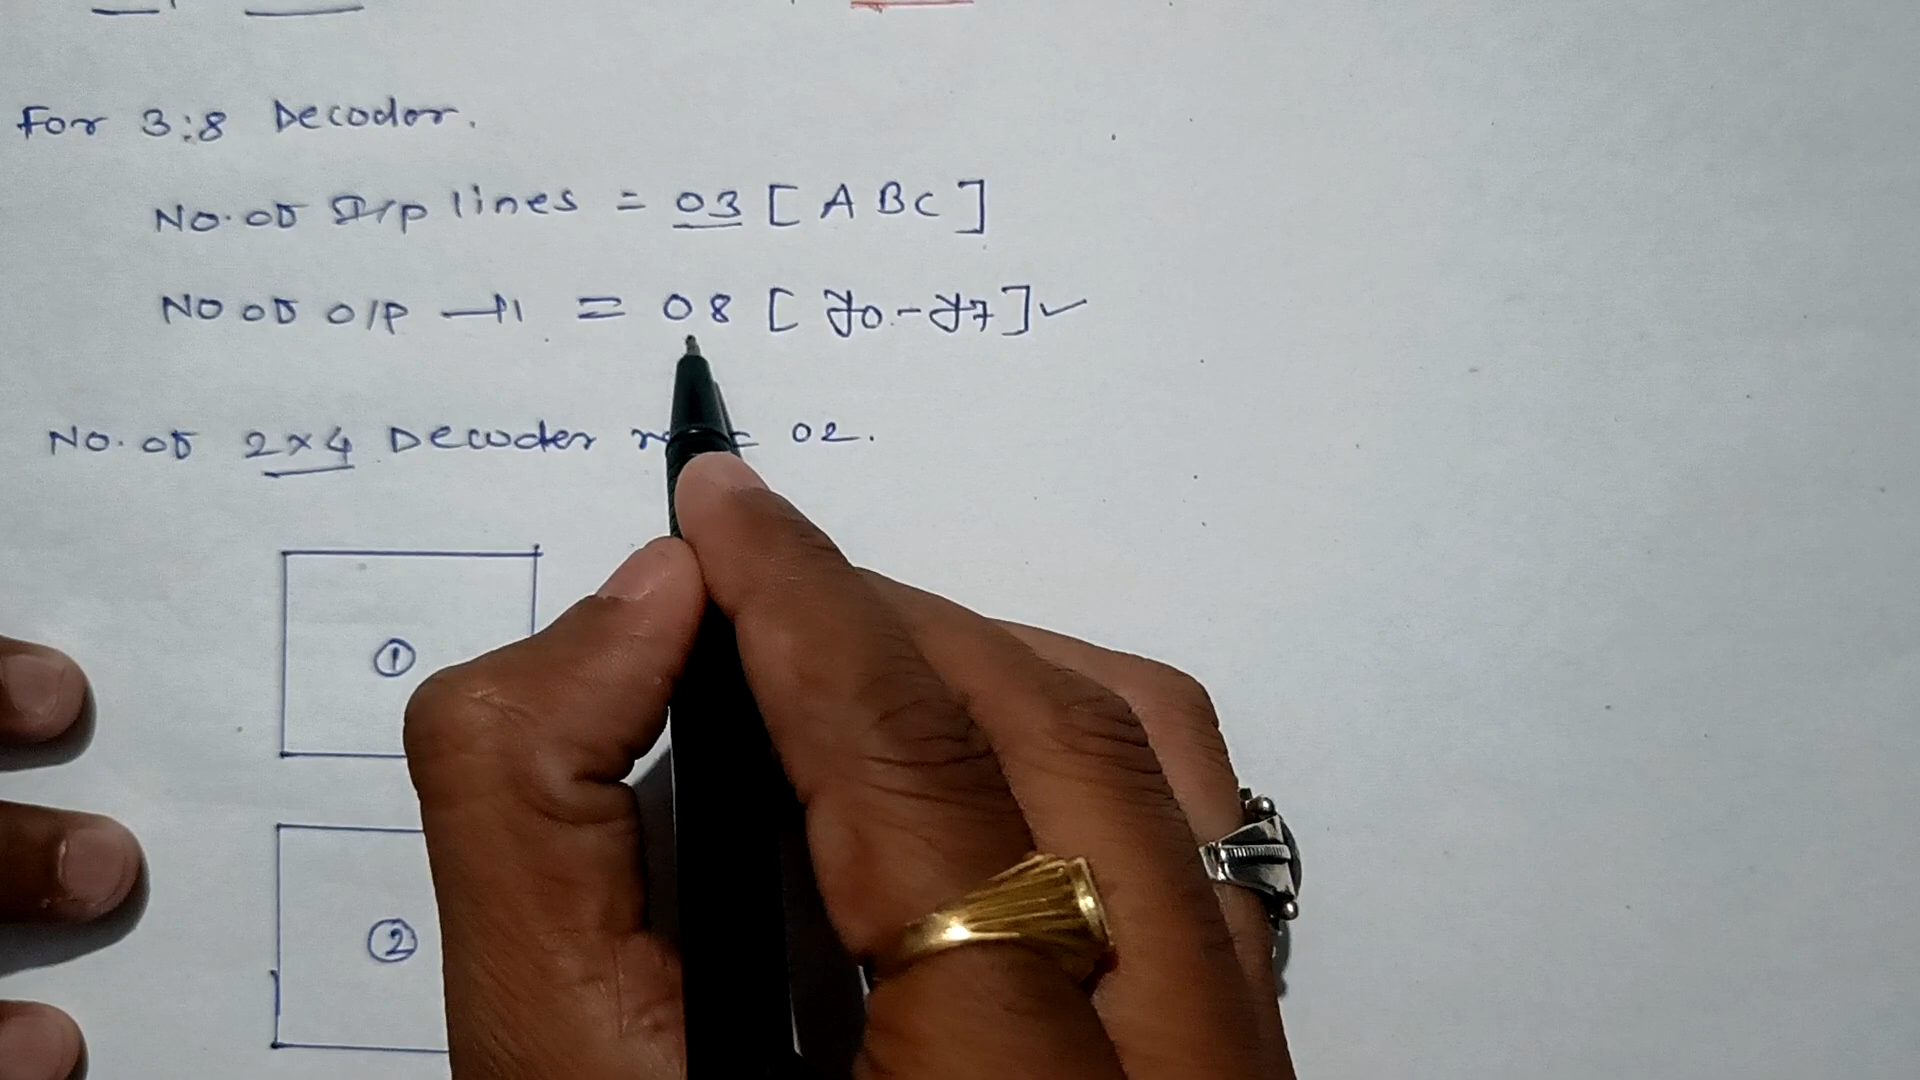 For 3:8 Decoder.
No. of I/p lines = 03 [ A B C ]
No of o/p —11 = 08 [ y0 - y7 ] ✓
No. of 2x4 Decoder = 02.
1
2